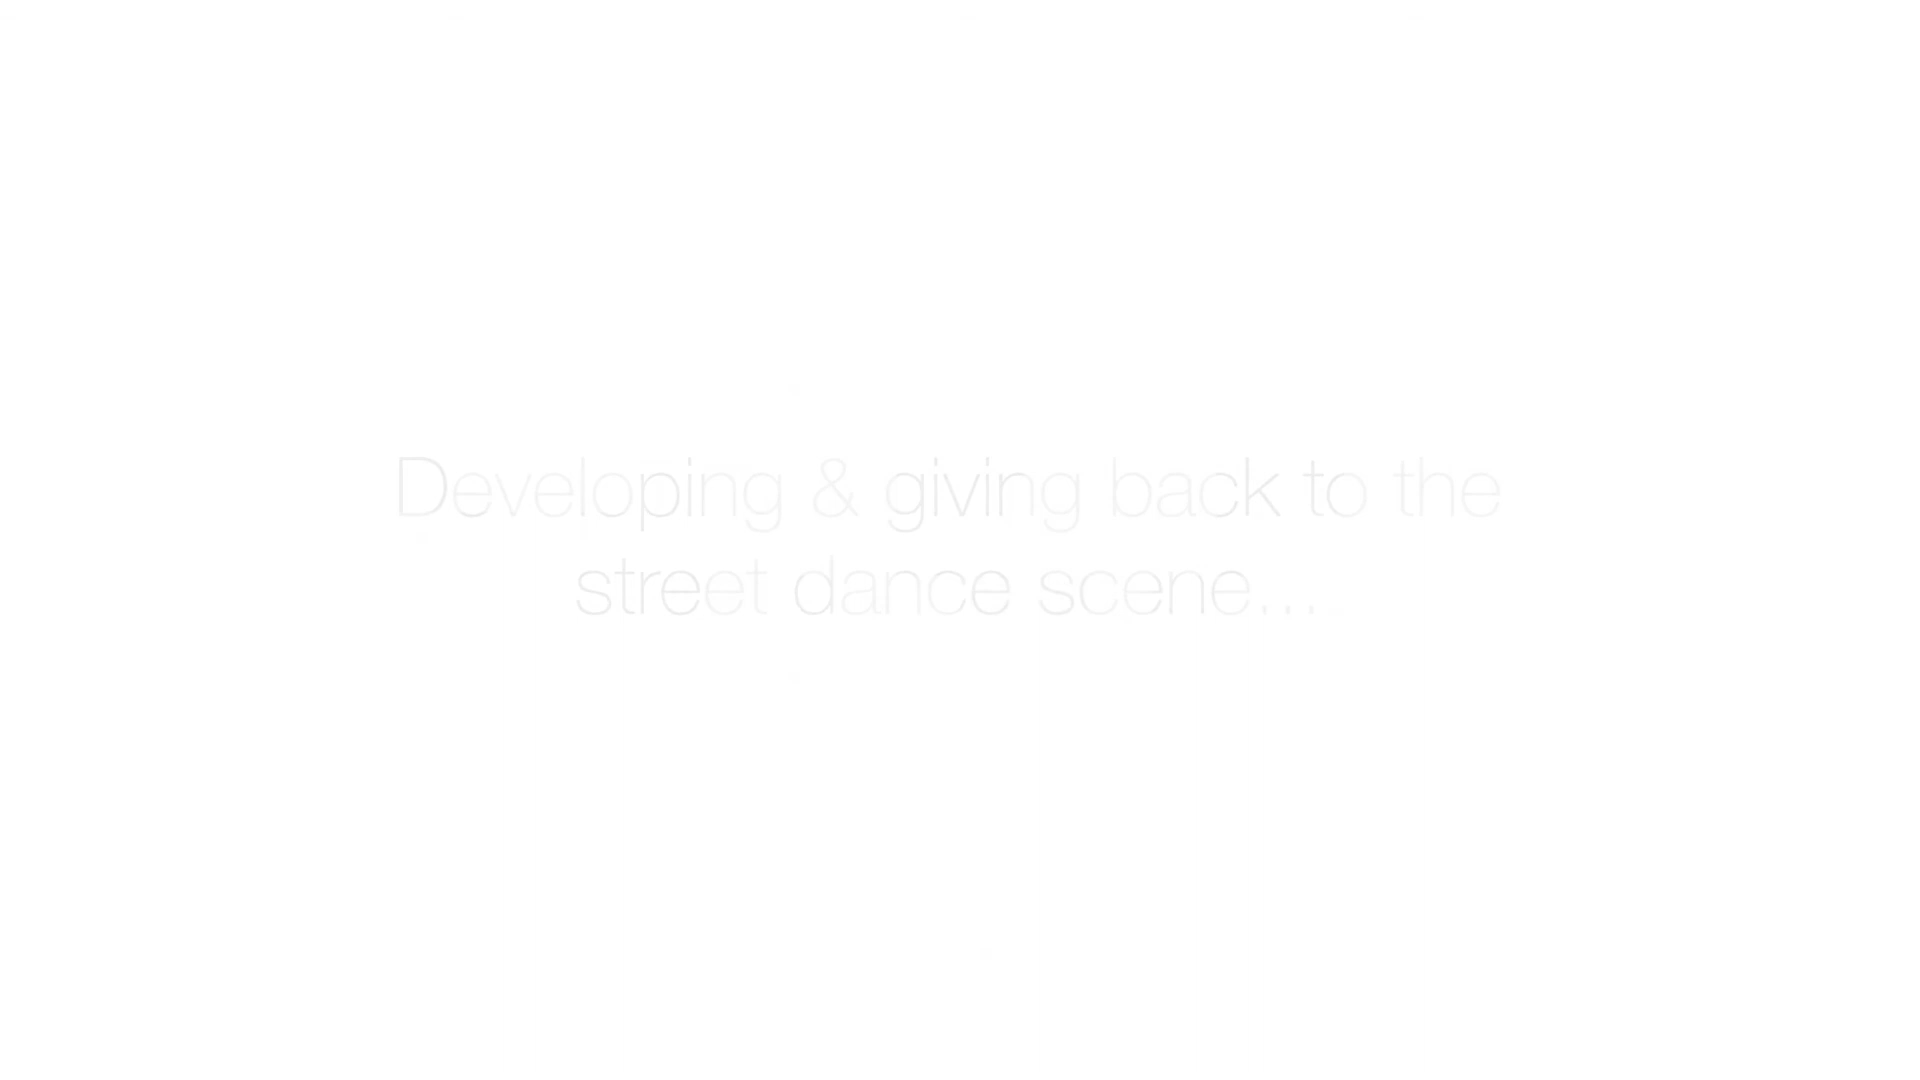 Developing & giving back to the
street dance scene....